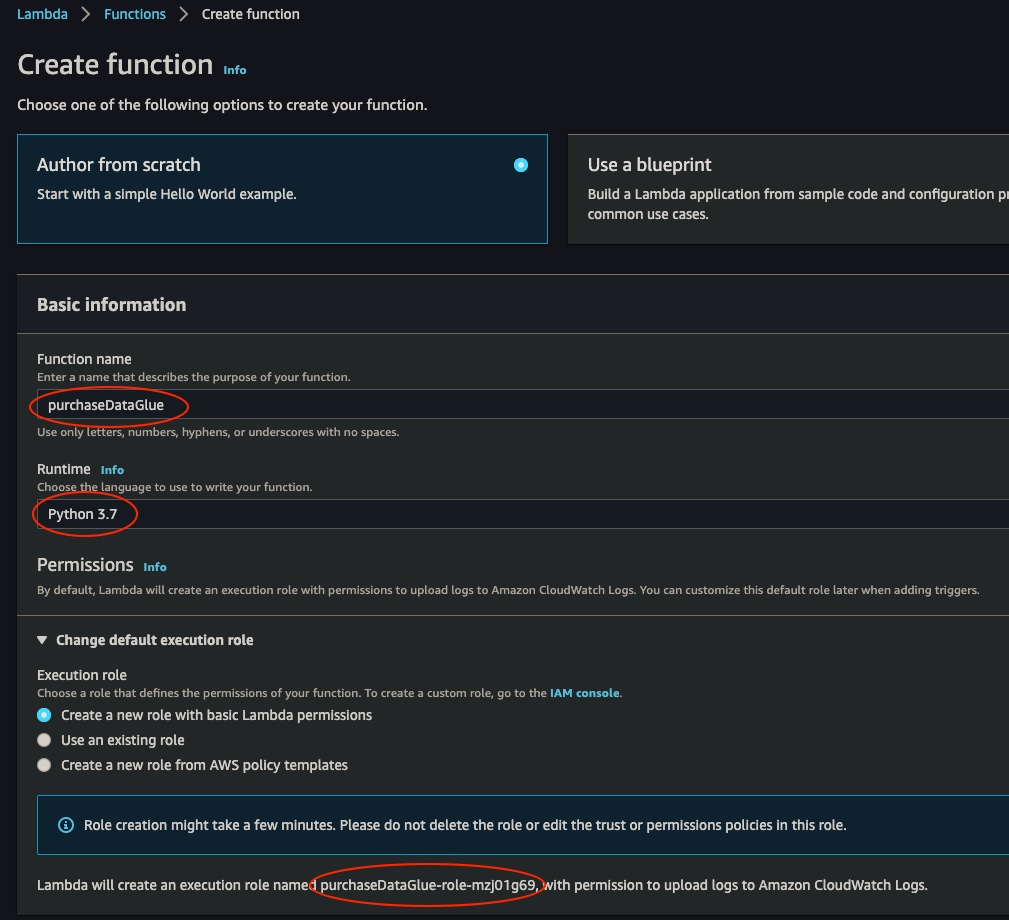 Lambda > Functions > Create function
Create function Info
Choose one of the following options to create your function.
Author from scratch
Start with a simple Hello World example.
Use a blueprint
Build a Lambda application from sample code and configuration
common use cases.
Basic information
Function name
Enter a name that describes the purpose of your function.
purchaseDataGlue
Use only letters, numbers, hyphens, or underscores with no spaces.
Runtime Info
Choose the language to use to write your function.
Python 3.7
Permissions Info
By default, Lambda will create an execution role with permissions to upload logs to Amazon CloudWatch Logs. You can customize this default role later when adding triggers.
Change default execution role
Execution role
Choose a role that defines the permissions of your function. To create a custom role, go to the IAM console.
Create a new role with basic Lambda permissions
Use an existing role
Create a new role from AWS policy templates
Role creation might take a few minutes. Please do not delete the role or edit the trust or permissions policies in this role.
Lambda will create an execution role named purchaseDataGlue-role-mzj01g69, with permission to upload logs to Amazon CloudWatch Logs.